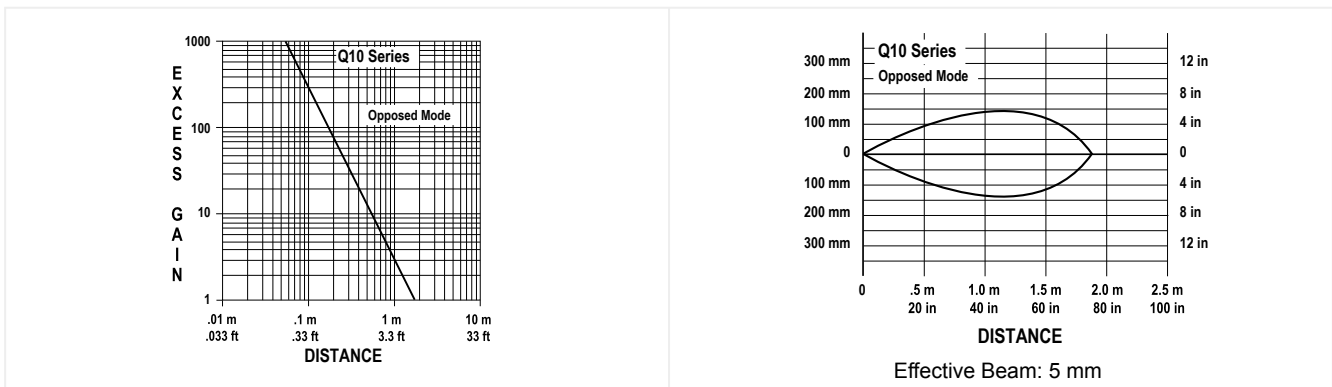 Q10 Series
Opposed Mode
EXCESS GAIN
1000
100
10
1
.01 m .1 m 1 m 10 m
.033 ft .33 ft 3.3 ft 33 ft
DISTANCE
Q10 Series
Opposed Mode
300 mm 12 in
200 mm 8 in
100 mm 4 in
0 0
100 mm 4 in
200 mm 8 in
300 mm 12 in
0 .5 m 1.0 m 1.5 m 2.0 m 2.5 m
20 in 40 in 60 in 80 in 100 in
DISTANCE
Effective Beam: 5 mm